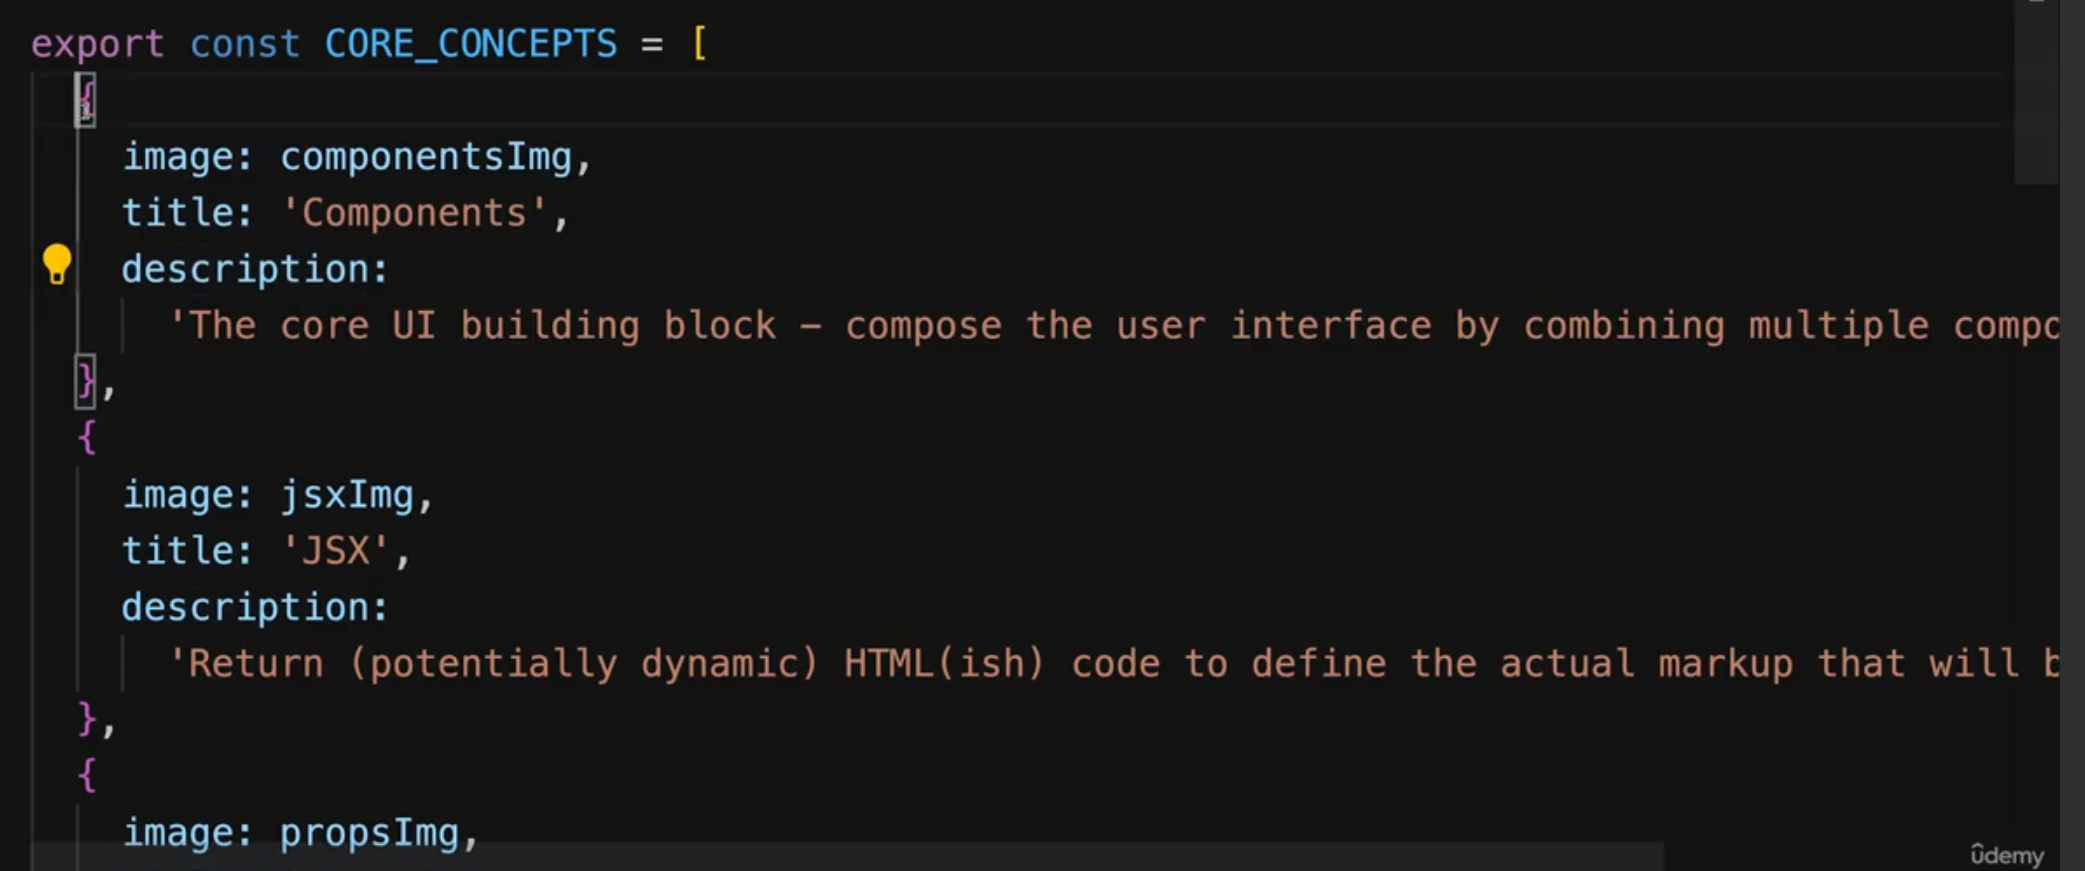 export const CORE_CONCEPTS = [
{
image: componentsImg,
title: 'Components',
description:
'The core UI building block – compose the user interface by combining multiple compo
},
{
image: jsxImg,
title: 'JSX',
description:
'Return (potentially dynamic) HTML(ish) code to define the actual markup that will b
},
{
image: propsImg,
ûdemy